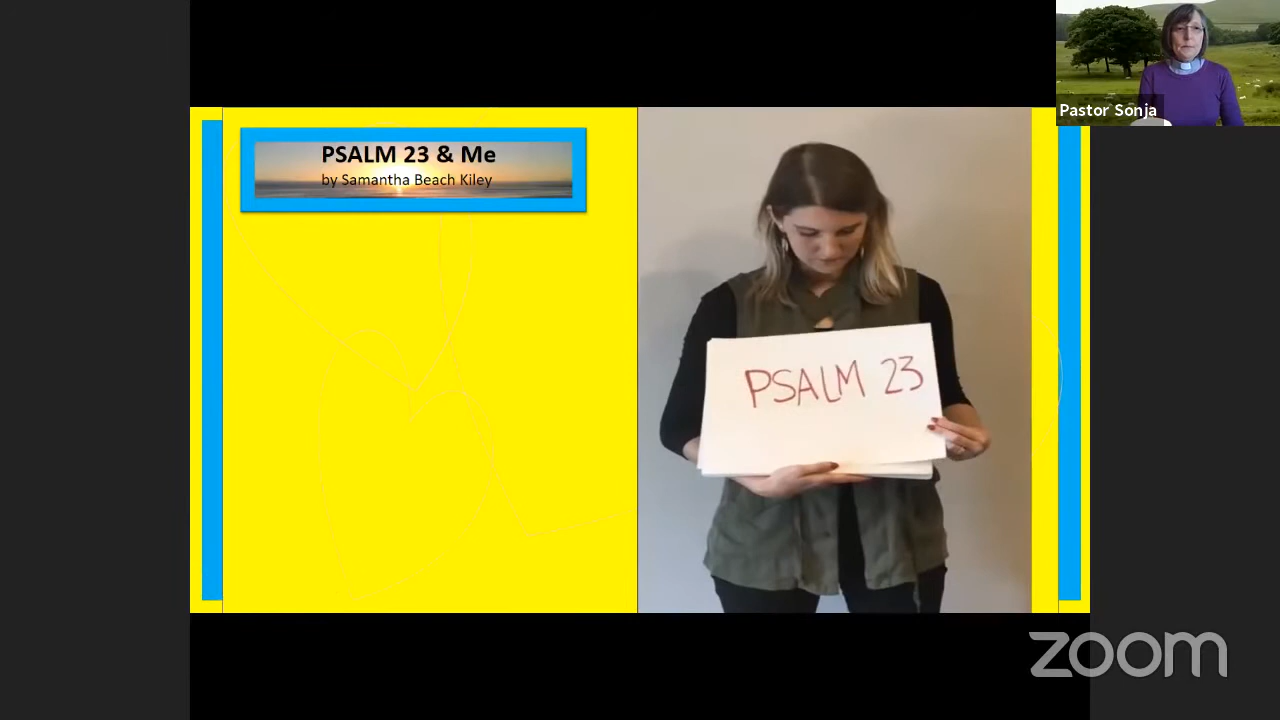 PSALM 23 & Me
by Samantha Beach Kiley
PSALM 23
Pastor Sonja
zoom